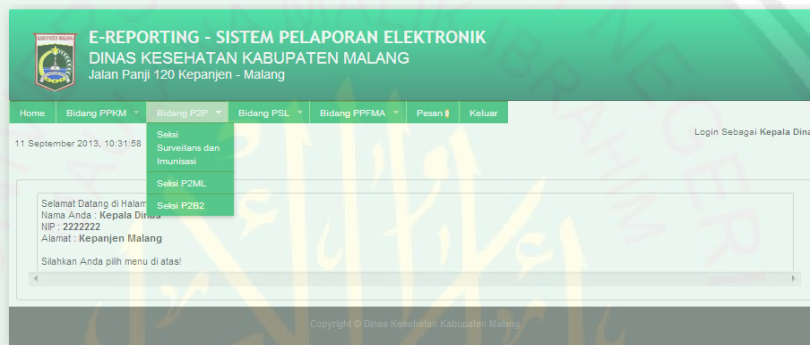 KABUPATEN MALANG
E-REPORTING - SISTEM PELAPORAN ELEKTRONIK
DINAS KESEHATAN KABUPATEN MALANG
Jalan Panji 120 Kepanjen - Malang
Home Bidang PPKM Bidang P2P Bidang PSL Bidang PPFMA Pesan Keluar
11 September 2013, 10:31:58
Login Sebagai Kepala Dina
Seksi
Surveilans dan
Imunisasi
Seksi P2ML
Seksi P2B2
Selamat Datang di Halam
Nama Anda : Kepala Dinas
NIP : 2222222
Alamat : Kepanjen Malang
Silahkan Anda pilih menu di atas!
Copyright © Dinas Kesehatan Kabupaten Malang